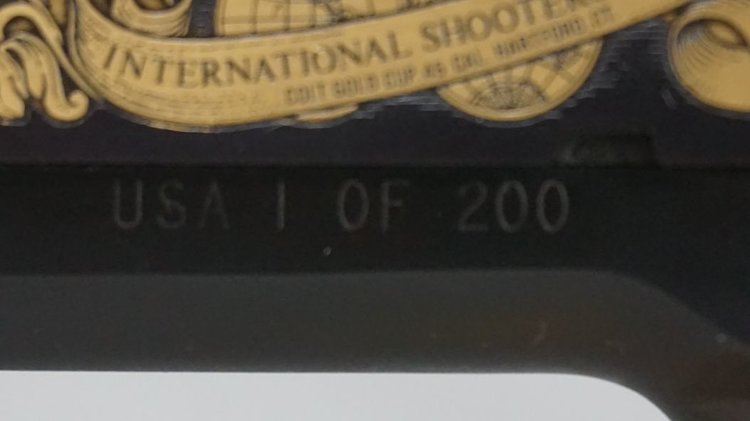 INTERNATIONAL SHOOTER
COLT GOLD CUP .45 CAL. HARTFORD CT
USA 1 OF 200